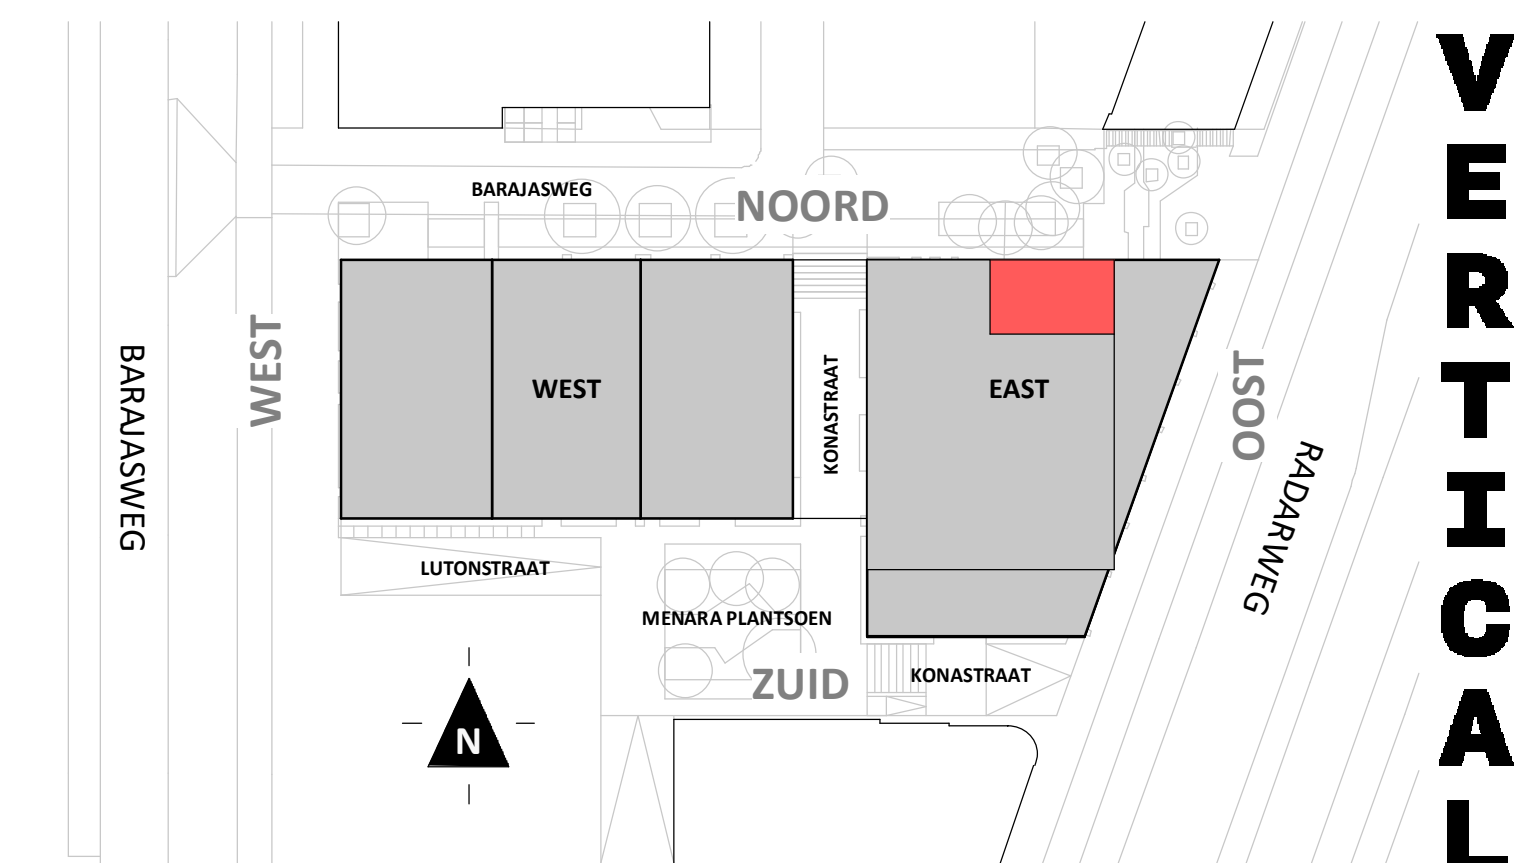 BARAJASWEG
NOORD
WEST
BARAJASWEG
WEST
KONASTRAAT
EAST
OOST
RADARWEG
LUTONSTRAAT
MENARA PLANTSOEN
ZUID
KONASTRAAT
N
VERTICAL